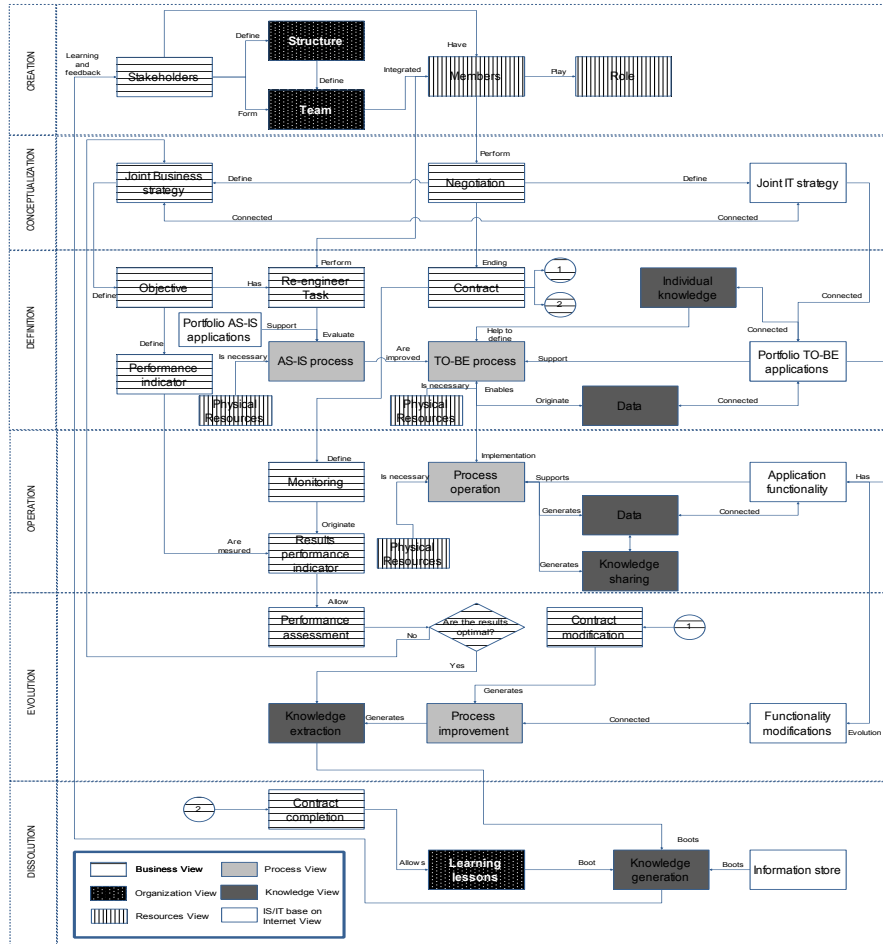 CREATION
Learning
and
feedback
Stakeholders
Define
Structure
Define
Form
Team
Integrated
Have
Members
Play
Role
CONCEPTUALIZATION
Perform
Joint Business
strategy
Define
Negotiation
Define
Joint IT strategy
Connected
Connected
DEFINITION
Perform
Ending
Objective
Has
Re-engineer
Task
Contract
1
2
Individual
knowledge
Define
Connected
Portfolio AS-IS
applications
Support
Evaluate
Help to
define
Connected
Define
Is necessary
AS-IS process
Are
improved
TO-BE process
Support
Portfolio TO-BE
applications
Performance
indicator
Physical
Resources
Is necessary
Physical
Resources
Enables
Originate
Data
Connected
OPERATION
Define
Implementation
Monitoring
Is necessary
Process
operation
Supports
Application
functionality
Has
Originate
Generates
Data
Connected
Are
mesured
Results
performance
indicator
Physical
Resources
Generates
Knowledge
sharing
EVOLUTION
Allow
Performance
assessment
No
Are the results
optimal?
Contract
modification
1
Yes
Generates
Knowledge
extraction
Generates
Process
improvement
Connected
Functionality
modifications
Evolution
DISSOLUTION
2
Contract
completion
Boots
Allows
Learning
lessons
Boot
Knowledge
generation
Boots
Information store
Business View
Process View
Organization View
Knowledge View
Resources View
IS/IT base on
Internet View